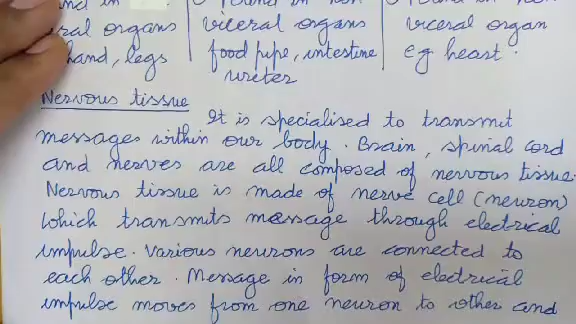 in
viceral organs
viceral organ
eral organs
food pipe, intestine
eg heart.
hand, legs
Nervous tissue
It is specialised to transmit
messages within our body. Brain, spinal cord
and nerves are all composed of nervous tissue.
Nervous tissue is made of nerve cell (neuron)
which transmits message through electrical
impulse. Various neurons are connected to
each other. Message in form of electrical
impulse moves from one neuron to other and